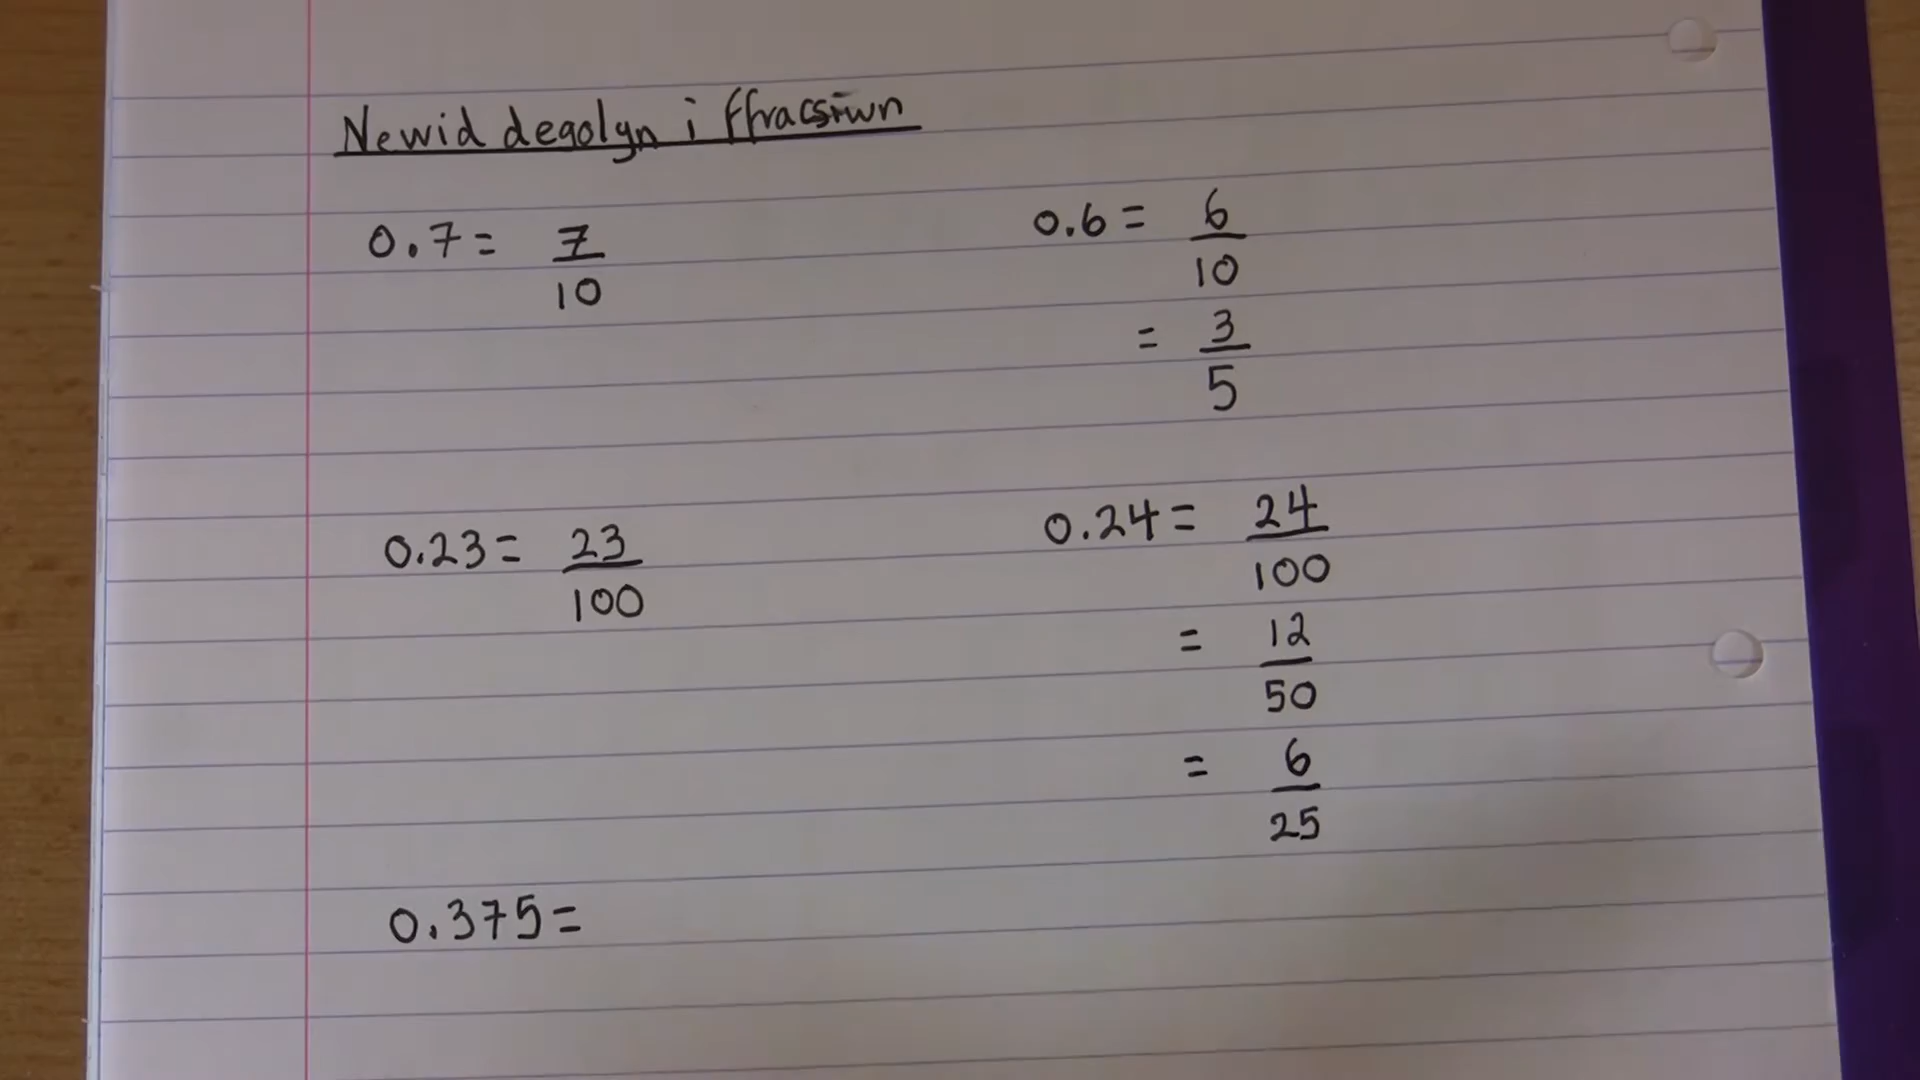 Newid degolyn i ffracsiwn
0.7 = 7/10
0.6 = 6/10
= 3/5
0.23 = 23/100
0.24 = 24/100
= 12/50
= 6/25
0.375 =